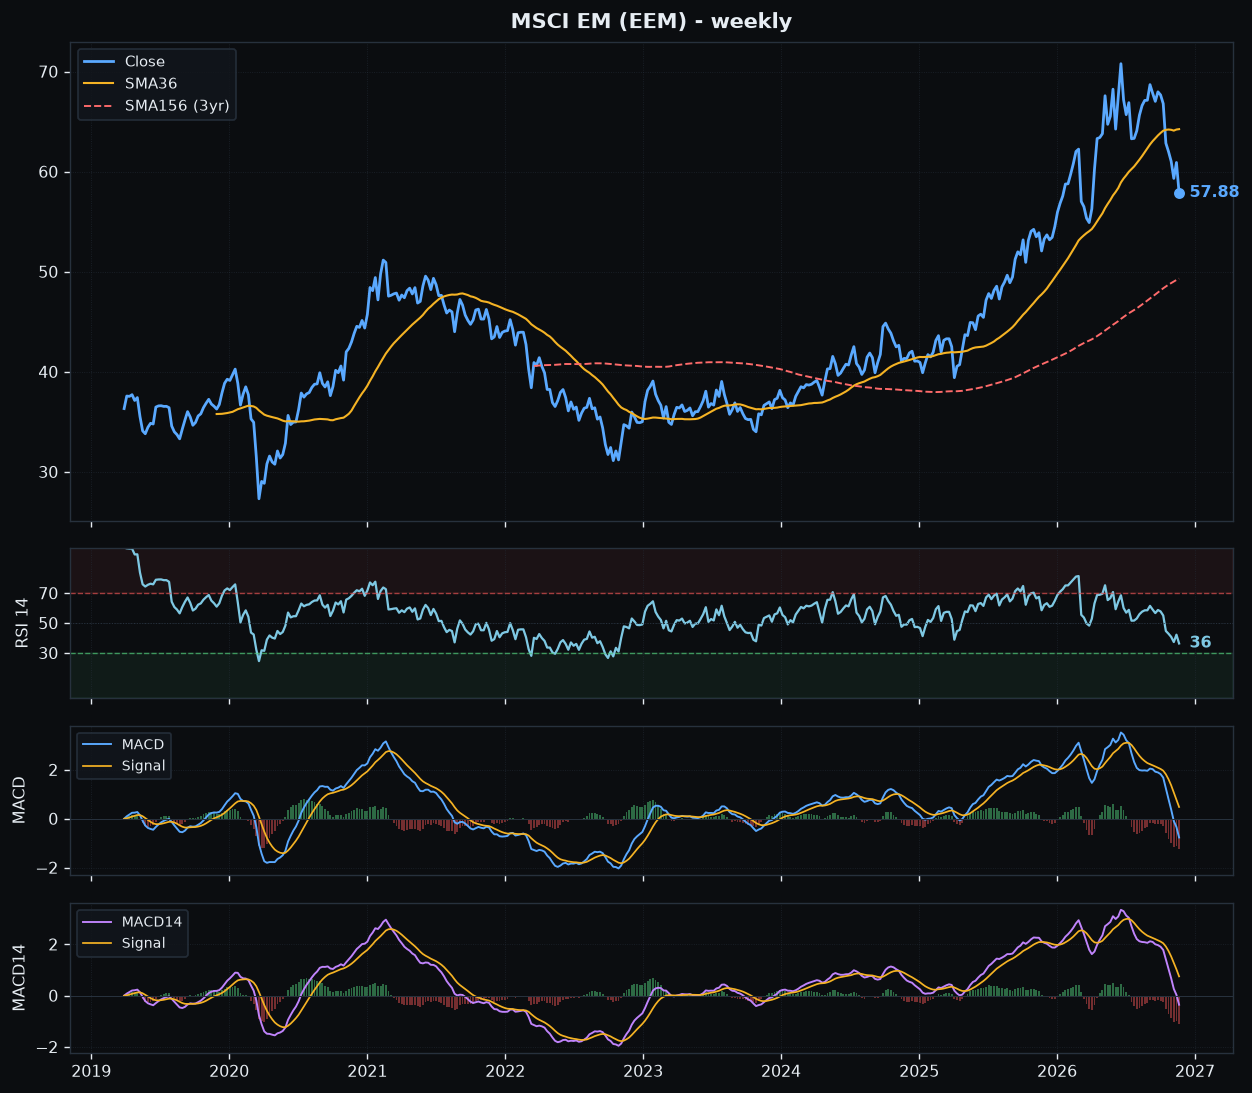 MSCI EM (EEM) - weekly
Close
SMA36
SMA156 (3yr)
70
60
50
40
30
57.88
RSI 14
70
50
30
36
MACD
MACD
Signal
2
0
−2
MACD14
MACD14
Signal
2
0
−2
2019 2020 2021 2022 2023 2024 2025 2026 2027